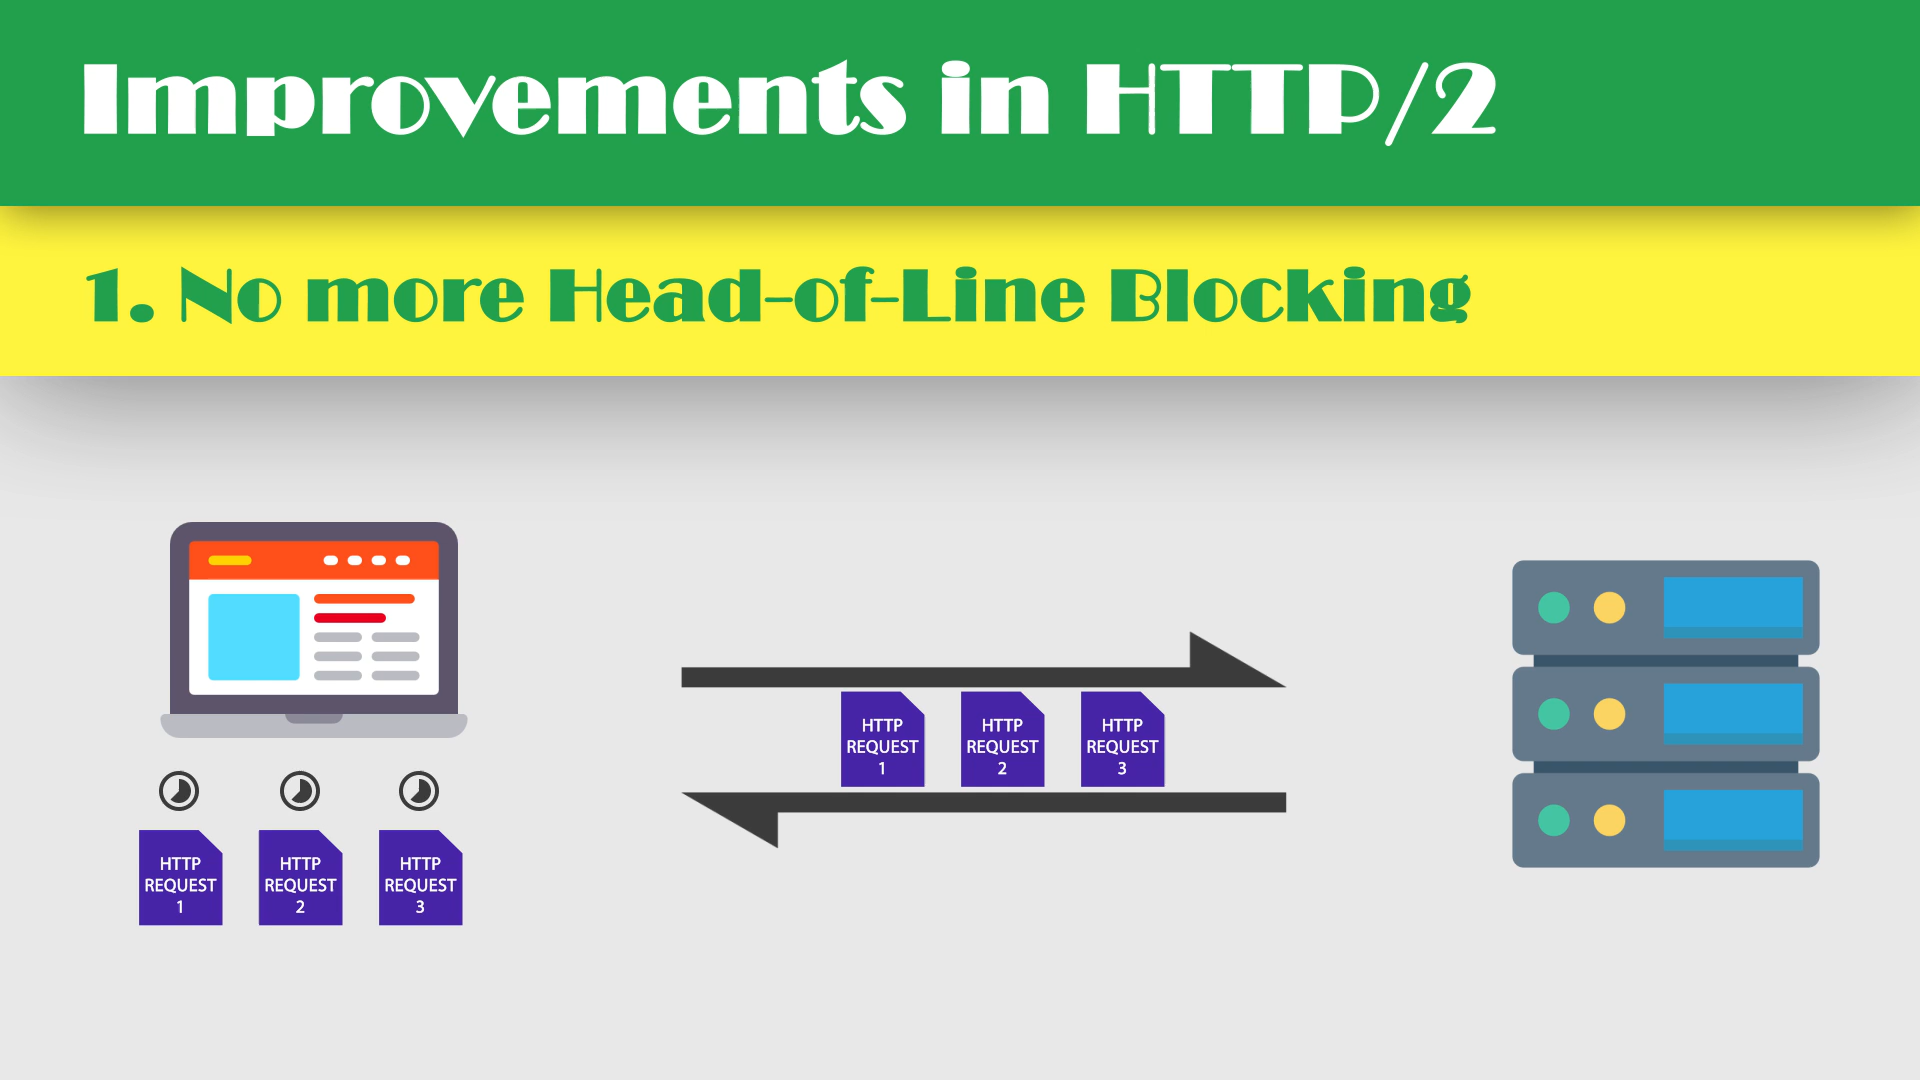 Improvements in HTTP/2
1. No more Head-of-Line Blocking
HTTP
REQUEST
1
HTTP
REQUEST
2
HTTP
REQUEST
3
HTTP
REQUEST
1
HTTP
REQUEST
2
HTTP
REQUEST
3